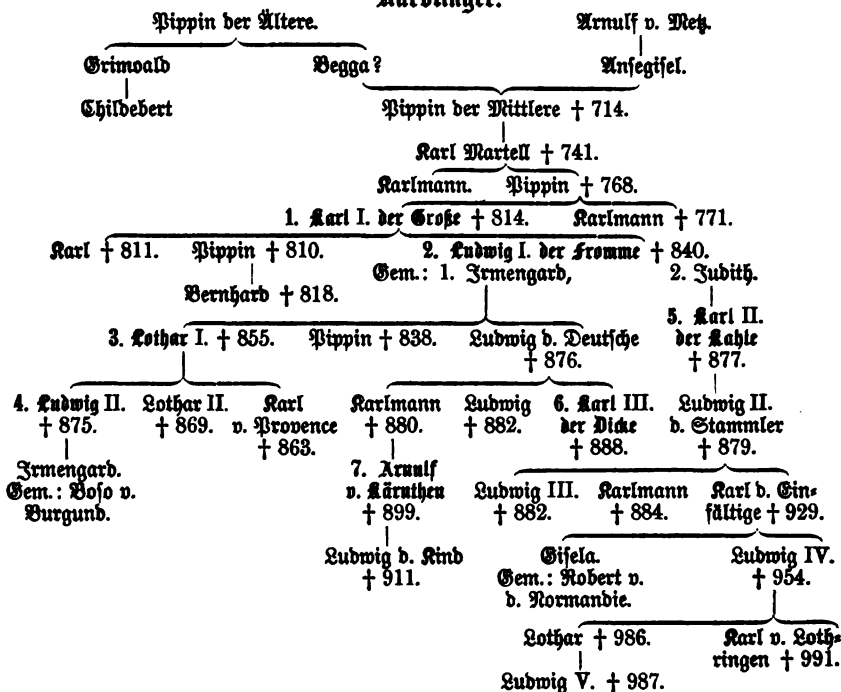 Karolinger.
Pippin der Ältere. Arnulf v. Metz.
Grimoald Begga? Ansegisel.
Childebert Pippin der Mittlere † 714.
Karl Martell † 741.
Karlmann. Pippin † 768.
1. Karl I. der Große † 814. Karlmann † 771.
Karl † 811. Pippin † 810. 2. Ludwig I. der Fromme † 840.
Gem.: 1. Irmengard, 2. Judith.
Bernhard † 818.
5. Karl II.
3. Lothar I. † 855. Pippin † 838. Ludwig d. Deutsche der Kahle
† 876. † 877.
4. Ludwig II. Lothar II. Karl Karlmann Ludwig 6. Karl III. Ludwig II.
† 875. † 869. v. Provence † 880. † 882. der Dicke d. Stammler
† 863. † 888. † 879.
Irmengard. 7. Arnulf
Gem.: Boso v. v. Kärnthen Ludwig III. Karlmann Karl d. Ein-
Burgund. † 899. † 882. † 884. fältige † 929.
Ludwig d. Kind Gisela. Ludwig IV.
† 911. Gem.: Robert v. † 954.
d. Normandie.
Lothar † 986. Karl v. Loth-
ringen † 991.
Ludwig V. † 987.